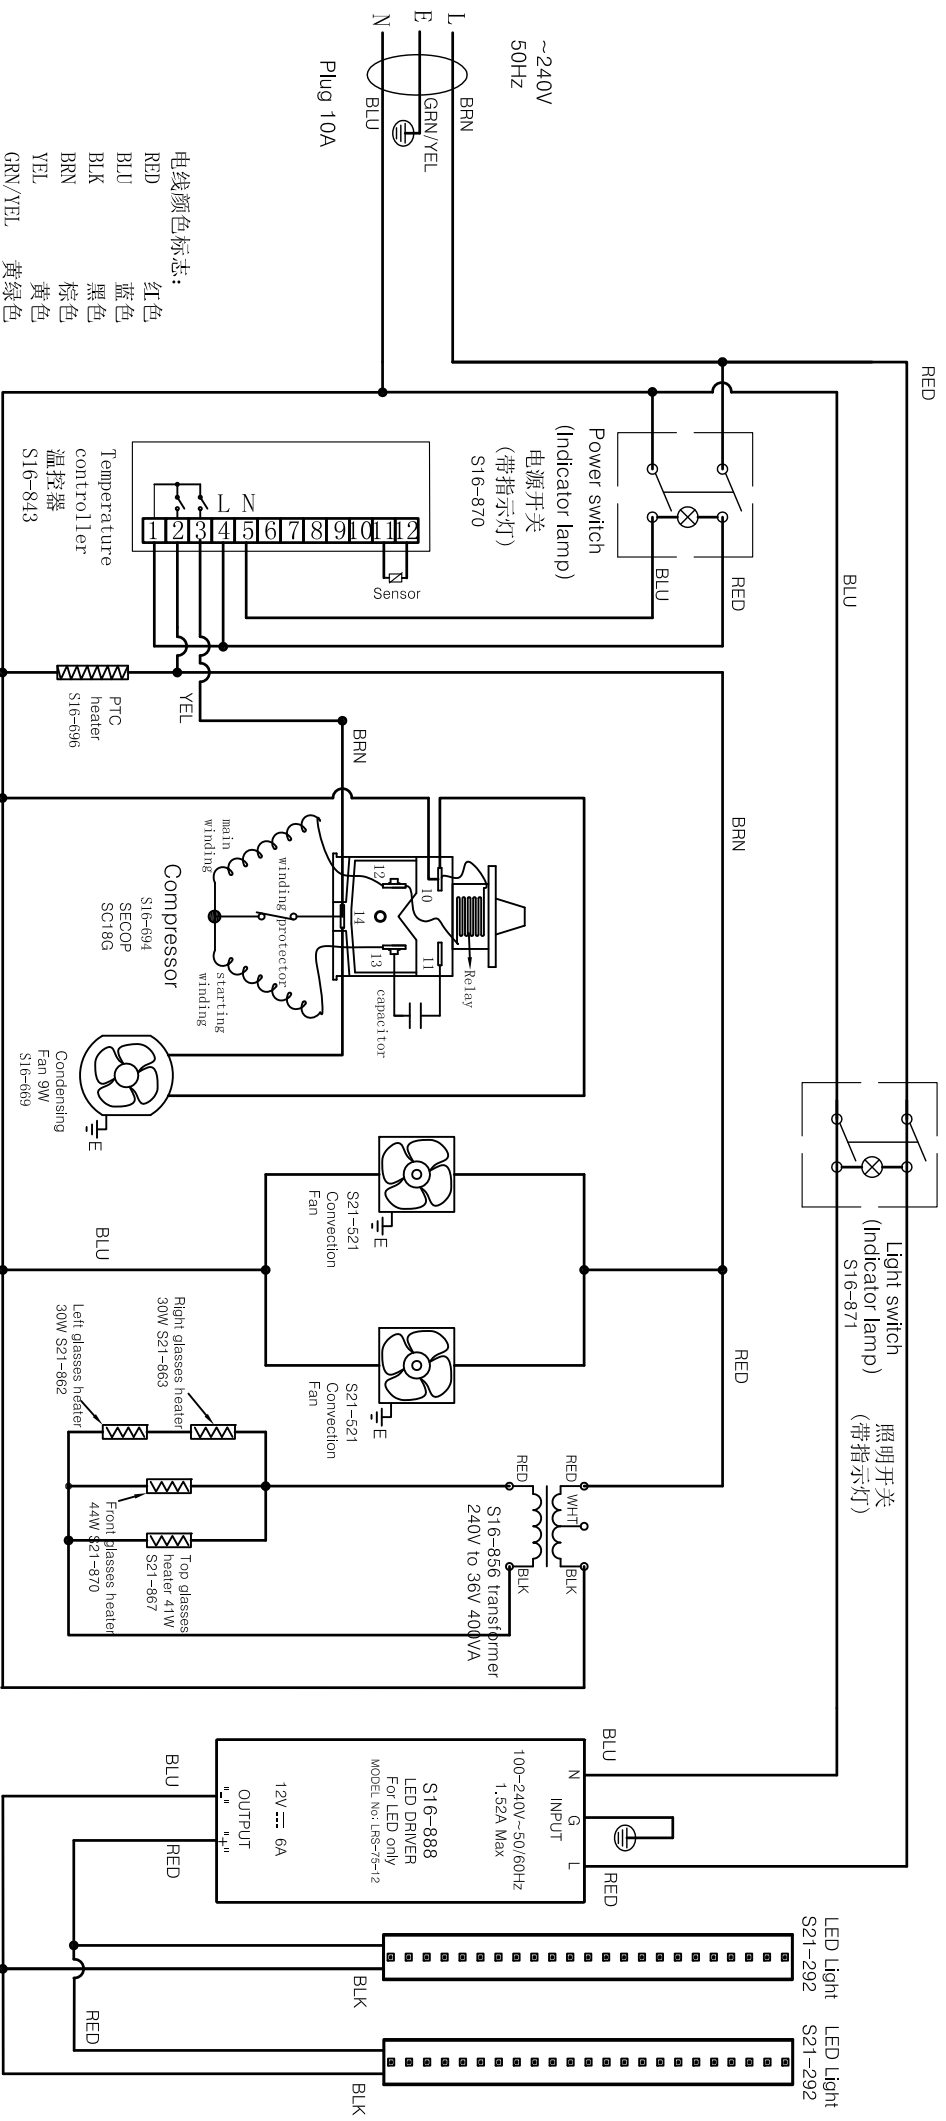 ~240V
50Hz
L
E
N
BRN
GRN/YEL
BLU
Plug 10A
电线颜色标志:
RED 红色
BLU 蓝色
BLK 黑色
BRN 棕色
YEL 黄色
GRN/YEL 黄绿色
RED
BLU
Power switch
(Indicator lamp)
电源开关
(带指示灯)
S16-870
RED
BLU
L N
1 2 3 4 5 6 7 8 9 10 11 12
Sensor
Temperature
controller
温控器
S16-843
PTC
heater
S16-696
YEL
BRN
BRN
Relay
10
11
12
13
14
capacitor
main
winding
winding protector
starting
winding
Compressor
S16-694
SECOP
SC18G
Condensing
Fan 9W
S16-669
E
Light switch
(Indicator lamp)
S16-871
照明开关
(带指示灯)
S21-521
Convection
Fan
E
S21-521
Convection
Fan
E
BLU
RED
RED
WHT
BLK
RED
BLK
S16-856 transformer
240V to 36V 400VA
Right glasses heater
30W S21-863
Left glasses heater
30W S21-862
Top glasses
heater 41W
S21-867
Front glasses heater
44W S21-870
BLU
RED
N G L
INPUT
100-240V~50/60Hz
1.52A Max
S16-888
LED DRIVER
For LED only
MODEL No: LRS-75-12
12V 6A
OUTPUT
"-" "+"
BLU
RED
LED Light
S21-292
BLK
LED Light
S21-292
RED
BLK